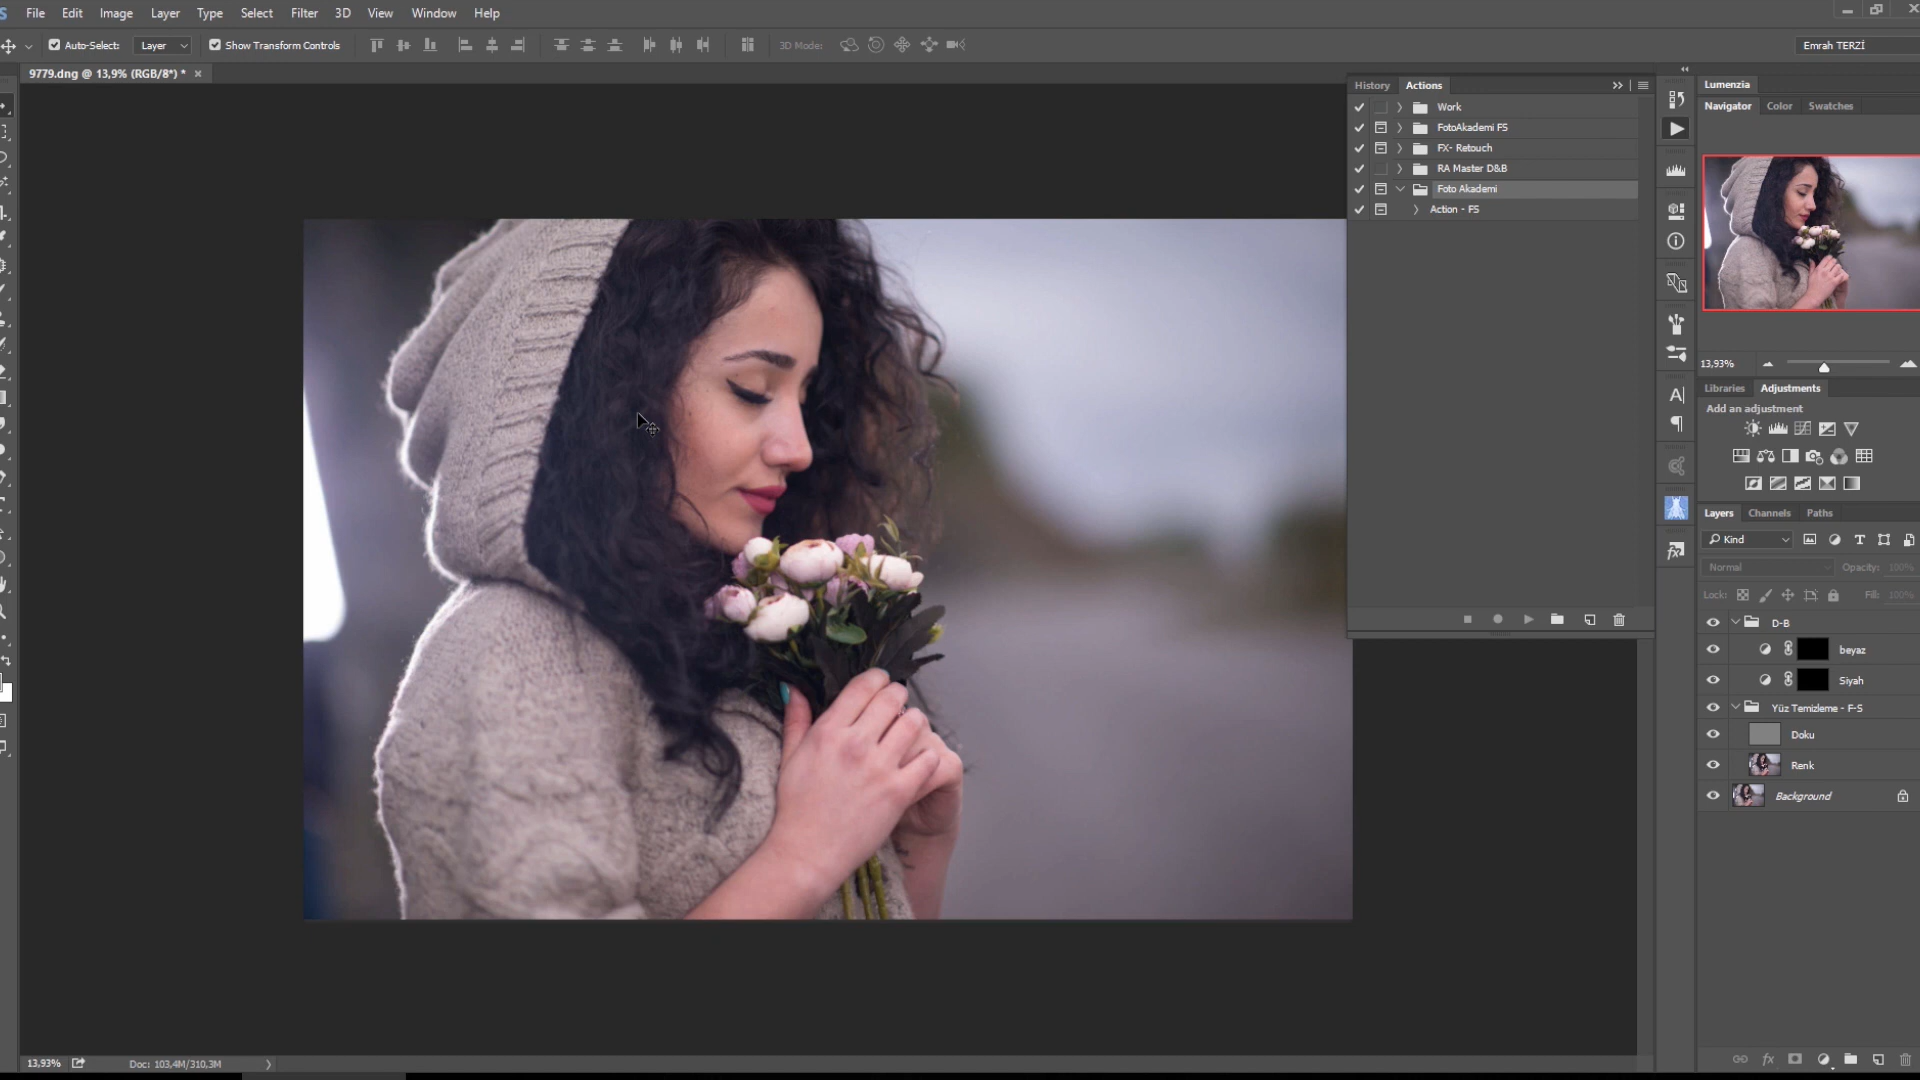 File Edit Image Layer Type Select Filter 3D View Window Help
Auto-Select: Layer Show Transform Controls 3D Mode: Emrah TERZİ
9779.dng @ 13,9% (RGB/8*) * ×
History Actions
Work
FotoAkademi FS
FX- Retouch
RA Master D&B
Foto Akademi
Action - FS
Lumenzia
Navigator Color Swatches
13,93%
Libraries Adjustments
Add an adjustment
Layers Channels Paths
Kind
Normal Opacity: 100%
Lock: Fill: 100%
D-B
beyaz
Siyah
Yüz Temizleme - F-S
Doku
Renk
Background
13,93% Doc: 103,4M/310,3M